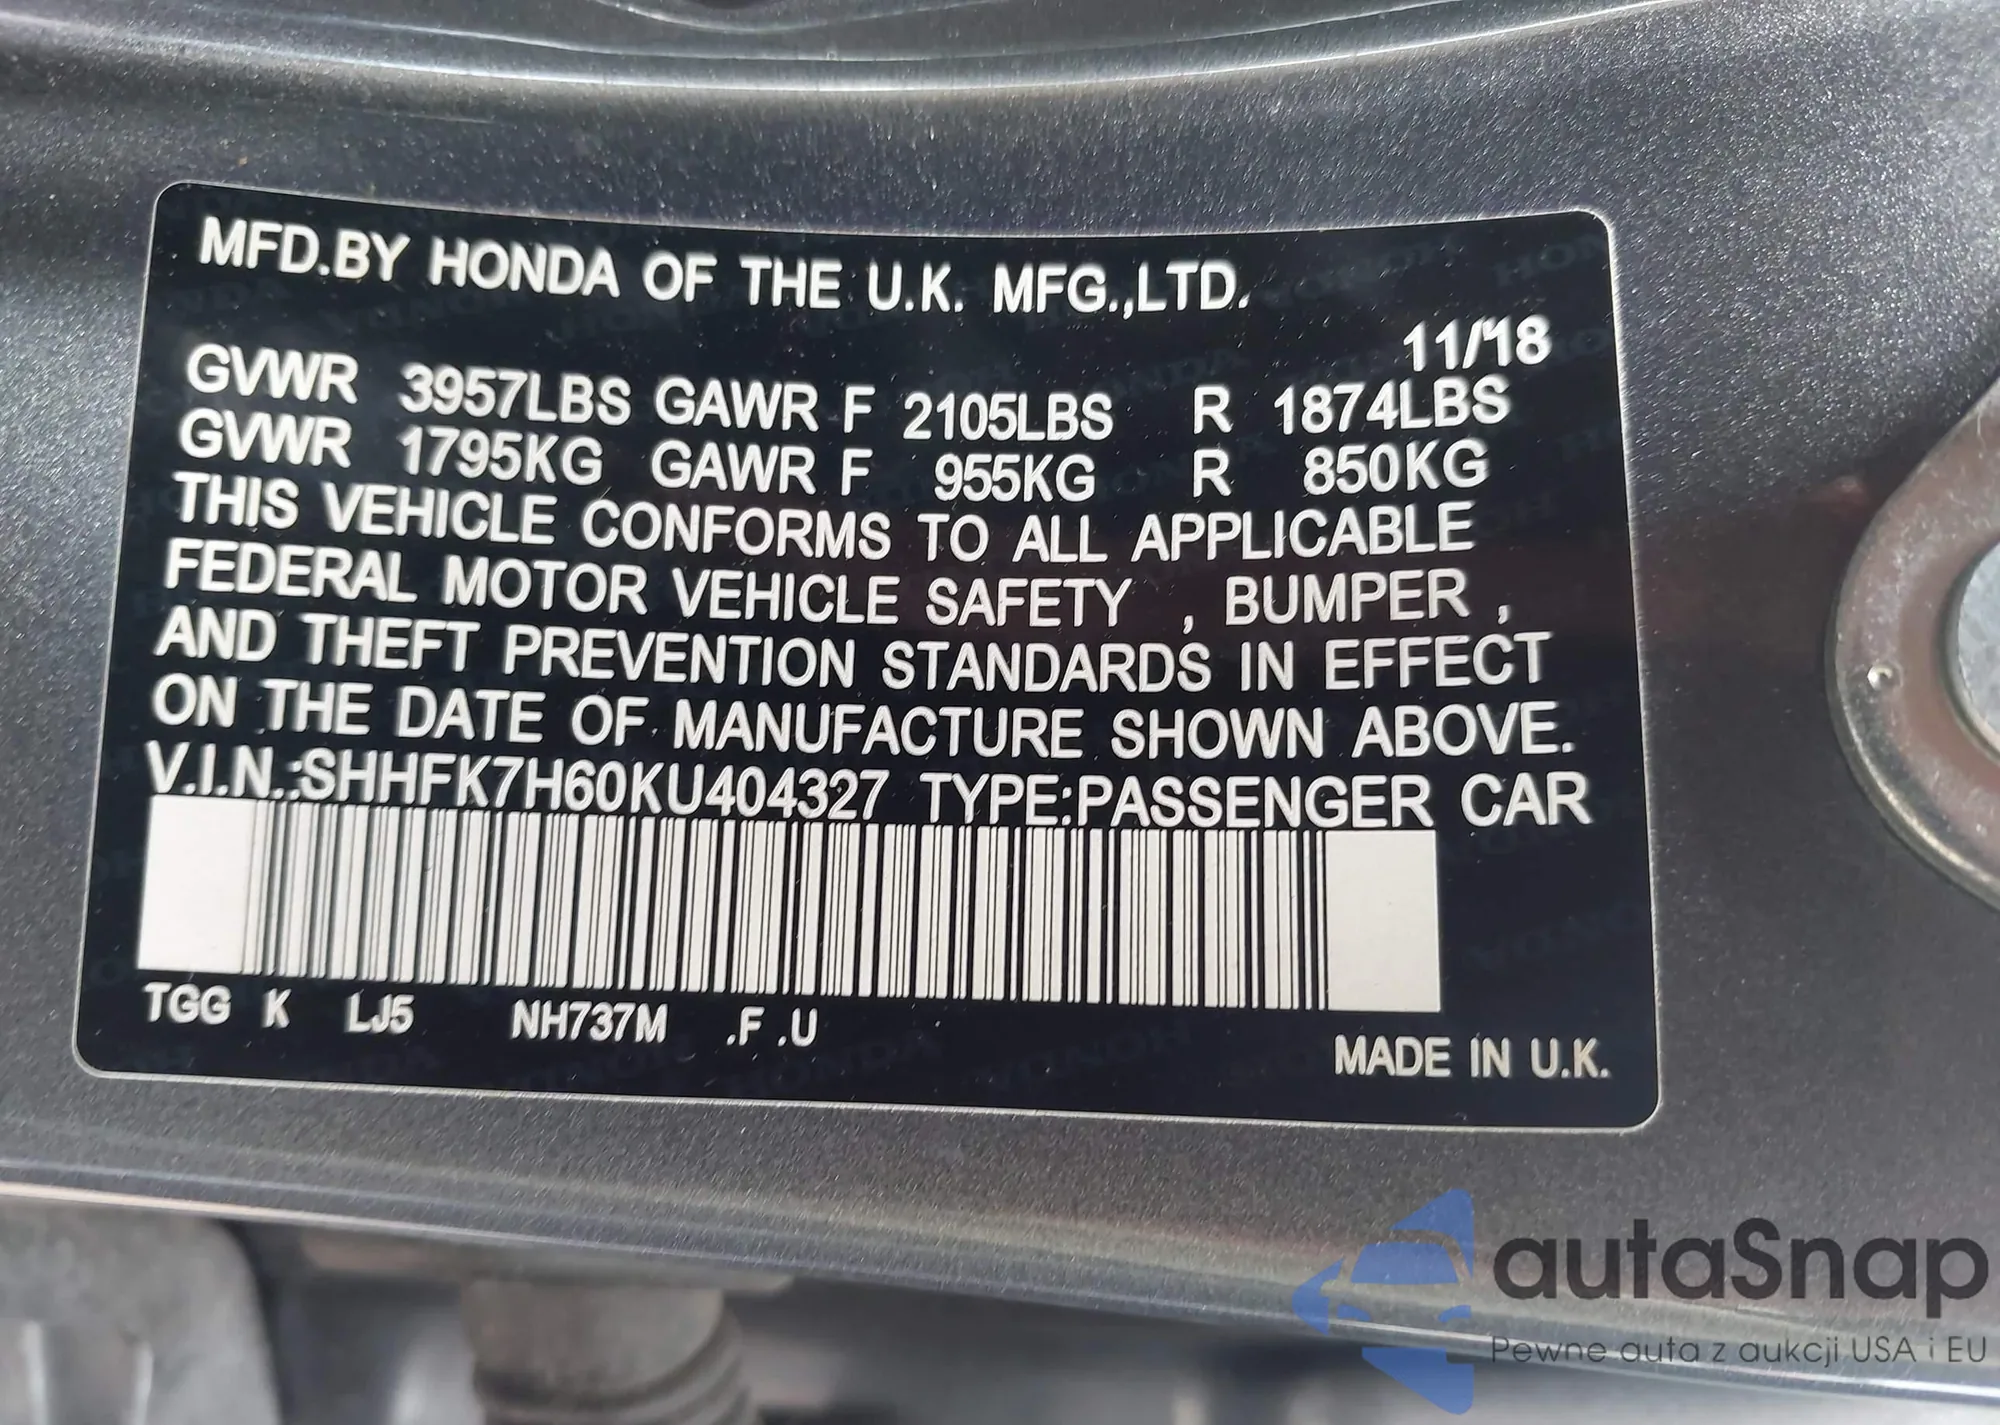 MFD.BY HONDA OF THE U.K. MFG.,LTD.
11/18
GVWR 3957LBS GAWR F 2105LBS R 1874LBS
GVWR 1795KG GAWR F 955KG R 850KG
THIS VEHICLE CONFORMS TO ALL APPLICABLE
FEDERAL MOTOR VEHICLE SAFETY , BUMPER ,
AND THEFT PREVENTION STANDARDS IN EFFECT
ON THE DATE OF MANUFACTURE SHOWN ABOVE.
V.I.N.:SHHFK7H60KU404327 TYPE:PASSENGER CAR
TGG K LJ5 NH737M .F .U
MADE IN U.K.
autaSnap
Pewne auta z aukcji USA i EU